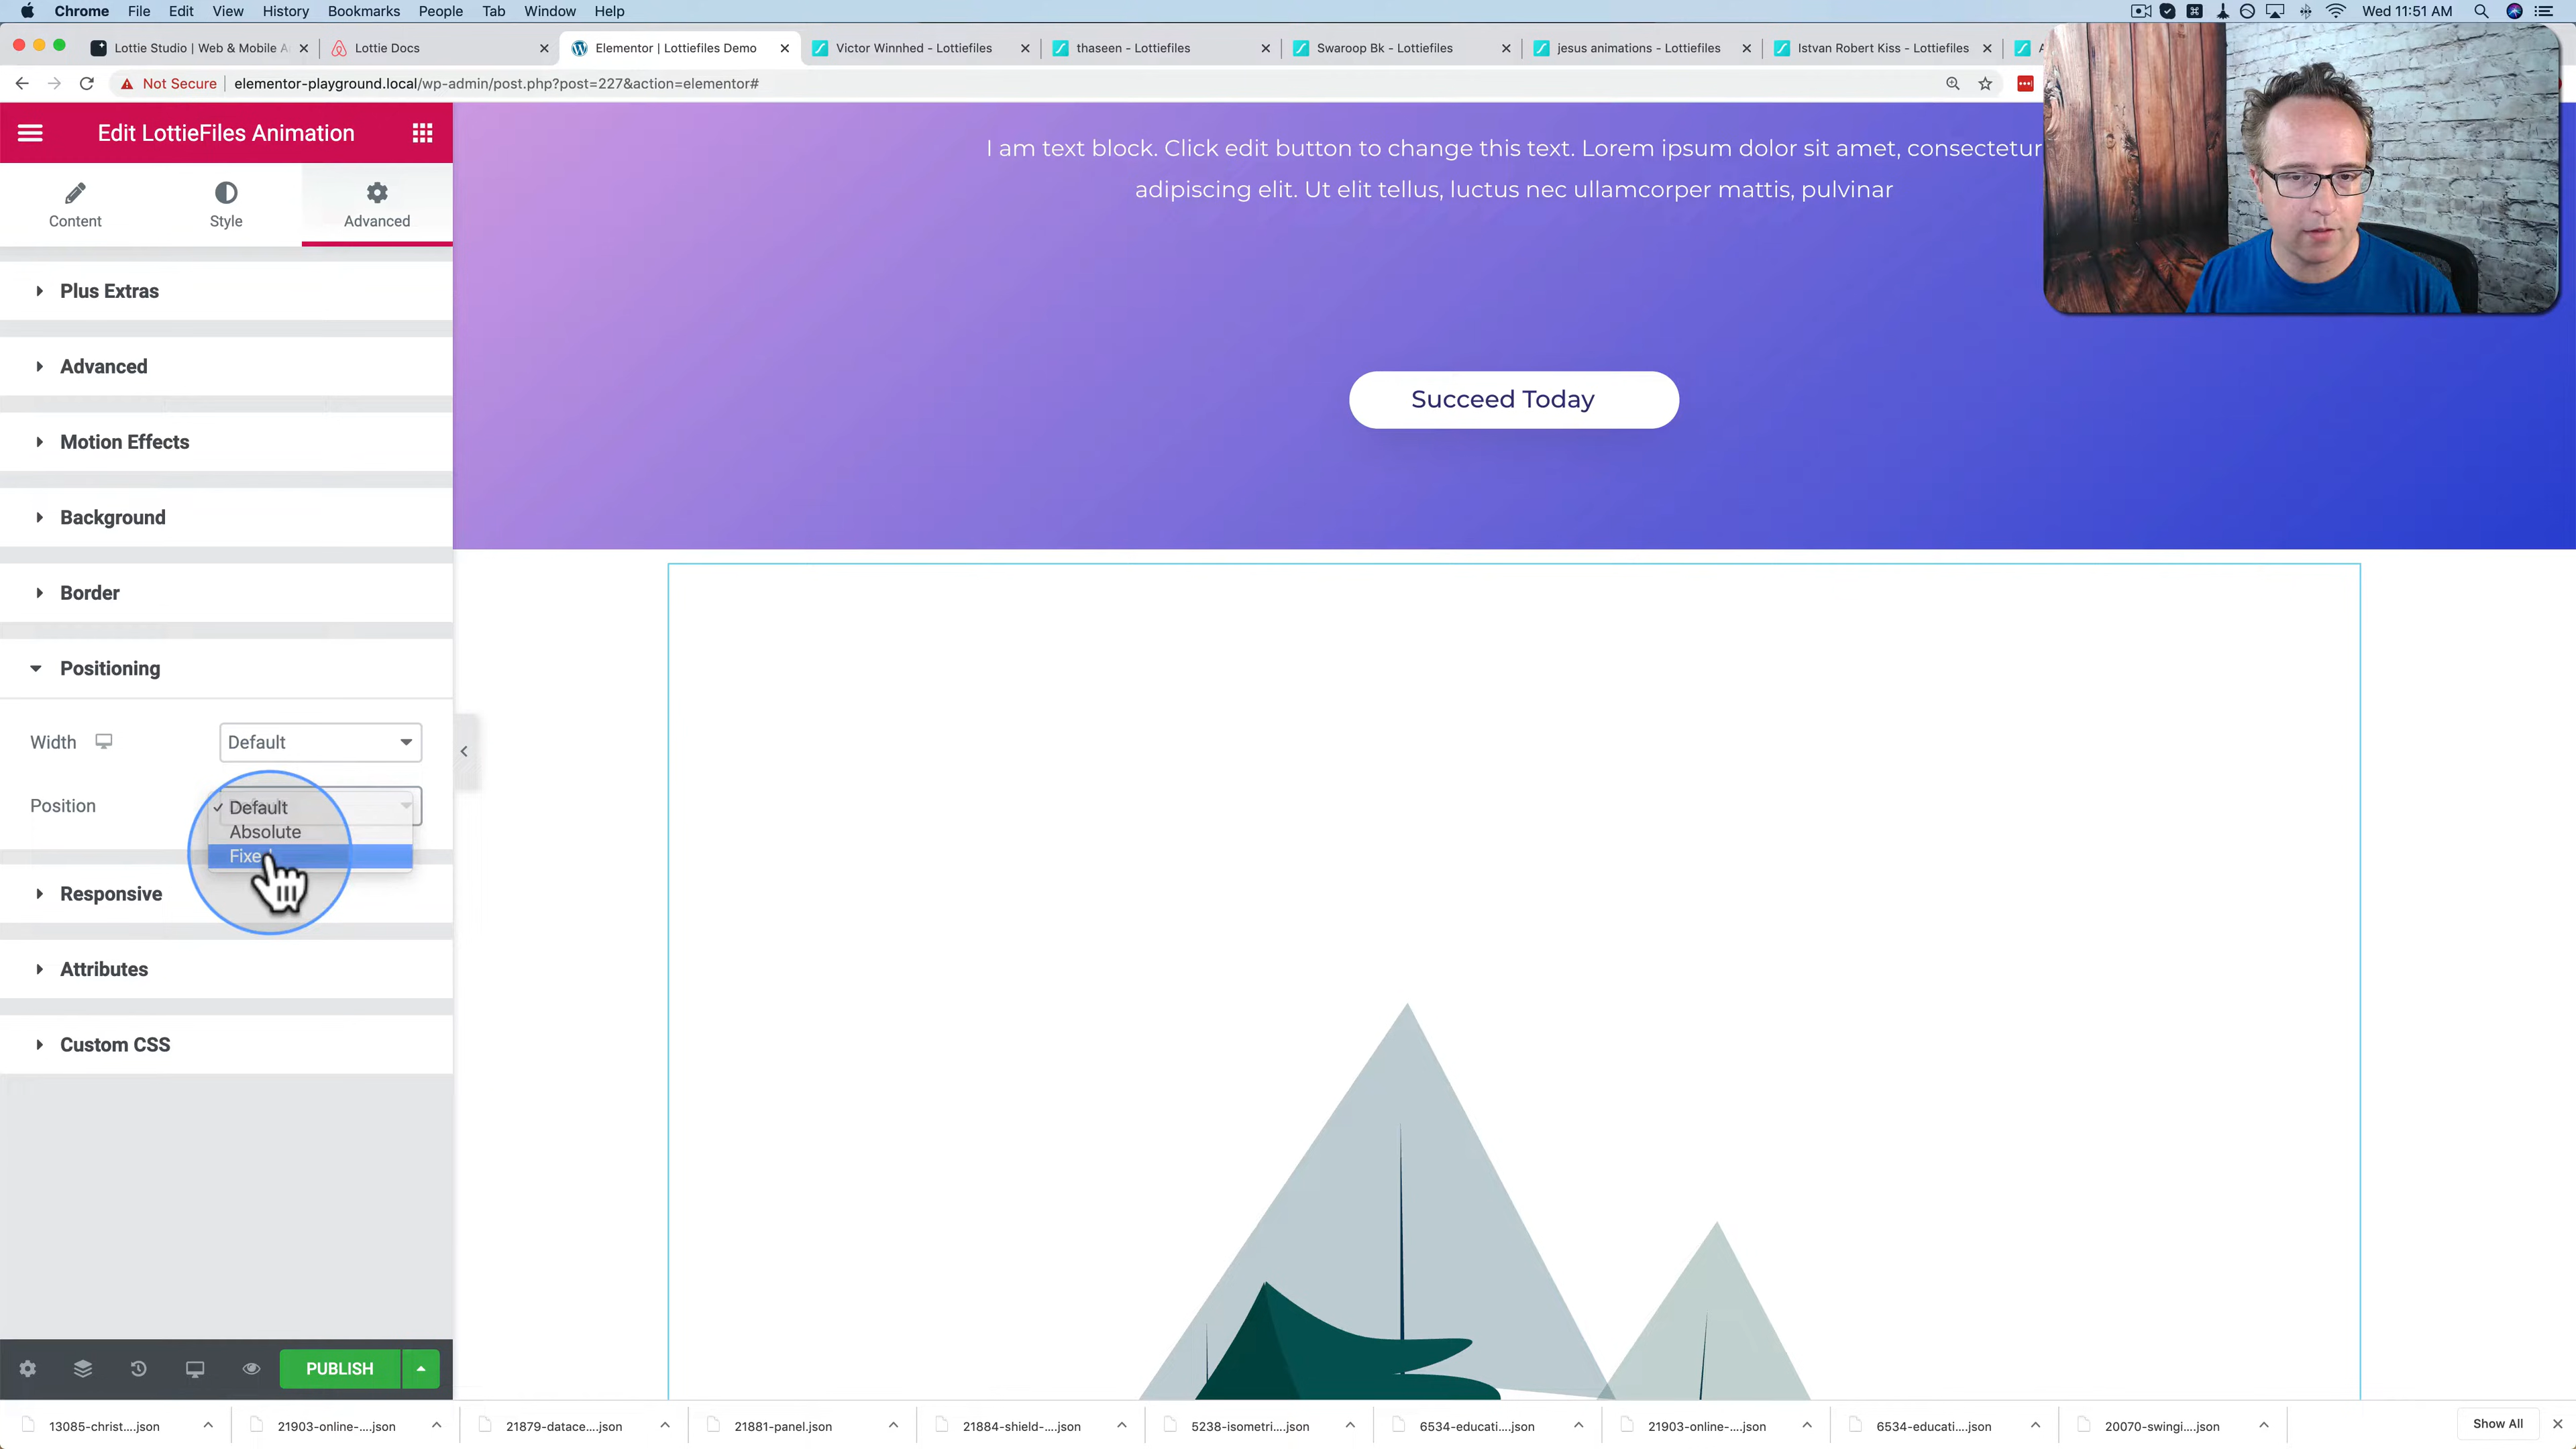 Chrome File Edit View History Bookmarks People Tab Window Help Wed 11:51 AM
Lottie Studio | Web & Mobile A
Lottie Docs
Elementor | Lottiefiles Demo
Victor Winnhed - Lottiefiles
thaseen - Lottiefiles
Swaroop Bk - Lottiefiles
jesus animations - Lottiefiles
Istvan Robert Kiss - Lottiefiles
Not Secure elementor-playground.local/wp-admin/post.php?post=227&action=elementor#
Edit LottieFiles Animation
Content Style Advanced
Plus Extras
Advanced
Motion Effects
Background
Border
Positioning
Width Default
Position
Default
Absolute
Responsive
Attributes
Custom CSS
PUBLISH
I am text block. Click edit button to change this text. Lorem ipsum dolor sit amet, consectetur
adipiscing elit. Ut elit tellus, luctus nec ullamcorper mattis, pulvinar
Succeed Today
13085-christ....json 21903-online-....json 21879-datace....json 21881-panel.json 21884-shield-....json 5238-isometri....json 6534-educati....json 21903-online-....json 6534-educati....json 20070-swingi....json Show All